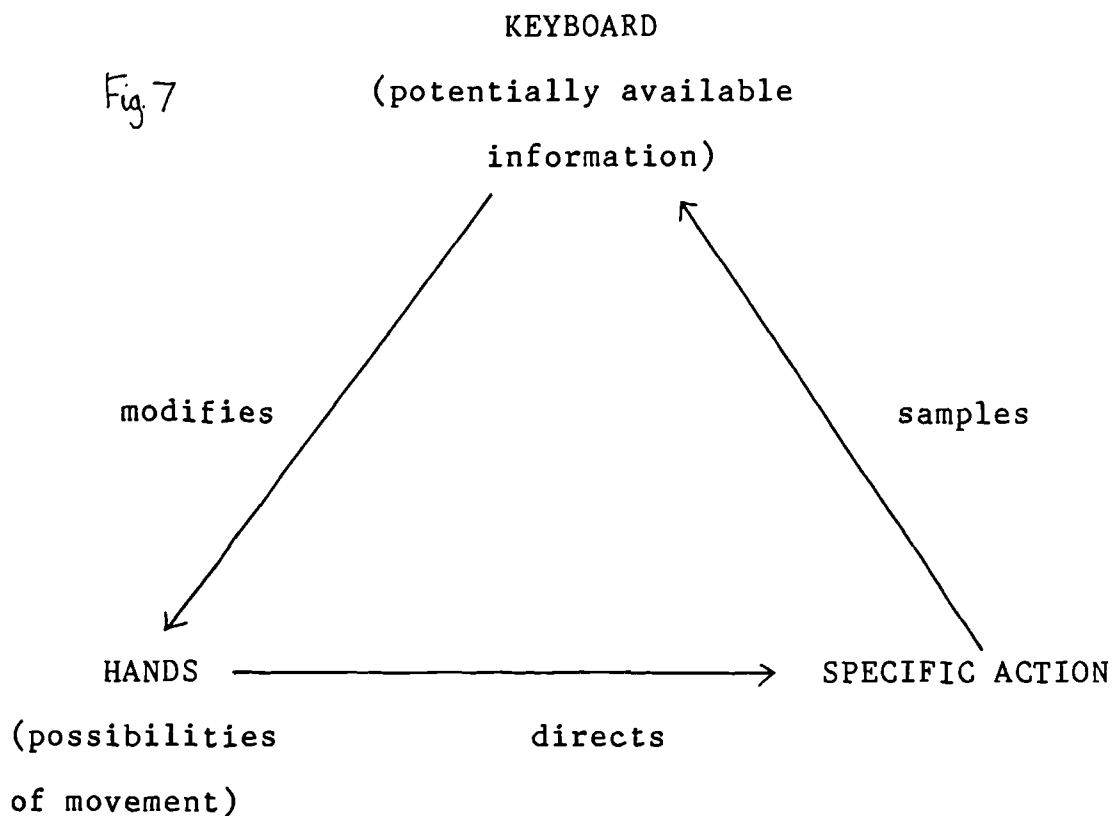 KEYBOARD
Fig. 7
(potentially available
information)
modifies
samples
HANDS
SPECIFIC ACTION
(possibilities
directs
of movement)